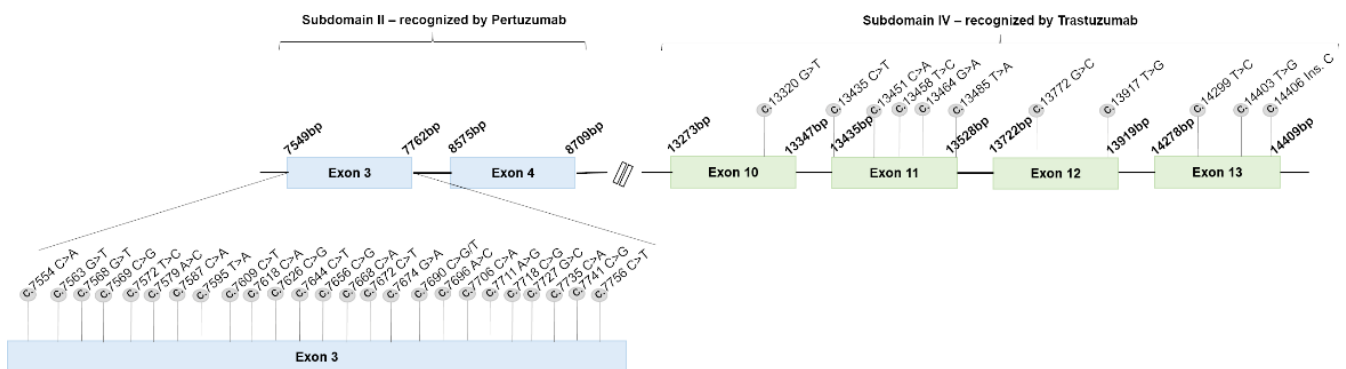 Subdomain II – recognized by Pertuzumab
Subdomain IV – recognized by Trastuzumab
c.13320 G>T
c.13435 C>T
c.13451 C>A
c.13458 T>C
c.13464 G>A
c.13485 T>A
c.13772 G>C
c.13917 T>G
c.14299 T>C
c.14403 T>G
c.14406 Ins. C
7549bp
7762bp
8575bp
8709bp
13273bp
13347bp
13435bp
13528bp
13722bp
13919bp
14278bp
14409bp
Exon 3
Exon 4
Exon 10
Exon 11
Exon 12
Exon 13
c.7554 C>A
c.7563 G>T
c.7568 G>T
c.7569 C>G
c.7572 T>C
c.7579 A>C
c.7587 C>A
c.7595 T>A
c.7609 C>T
c.7618 C>A
c.7626 C>G
c.7644 C>T
c.7656 C>G
c.7668 C>A
c.7672 C>T
c.7674 G>A
c.7690 C>G/T
c.7696 A>C
c.7706 C>A
c.7711 A>G
c.7718 C>G
c.7727 G>C
c.7735 C>A
c.7741 C>G
c.7756 C>T
Exon 3